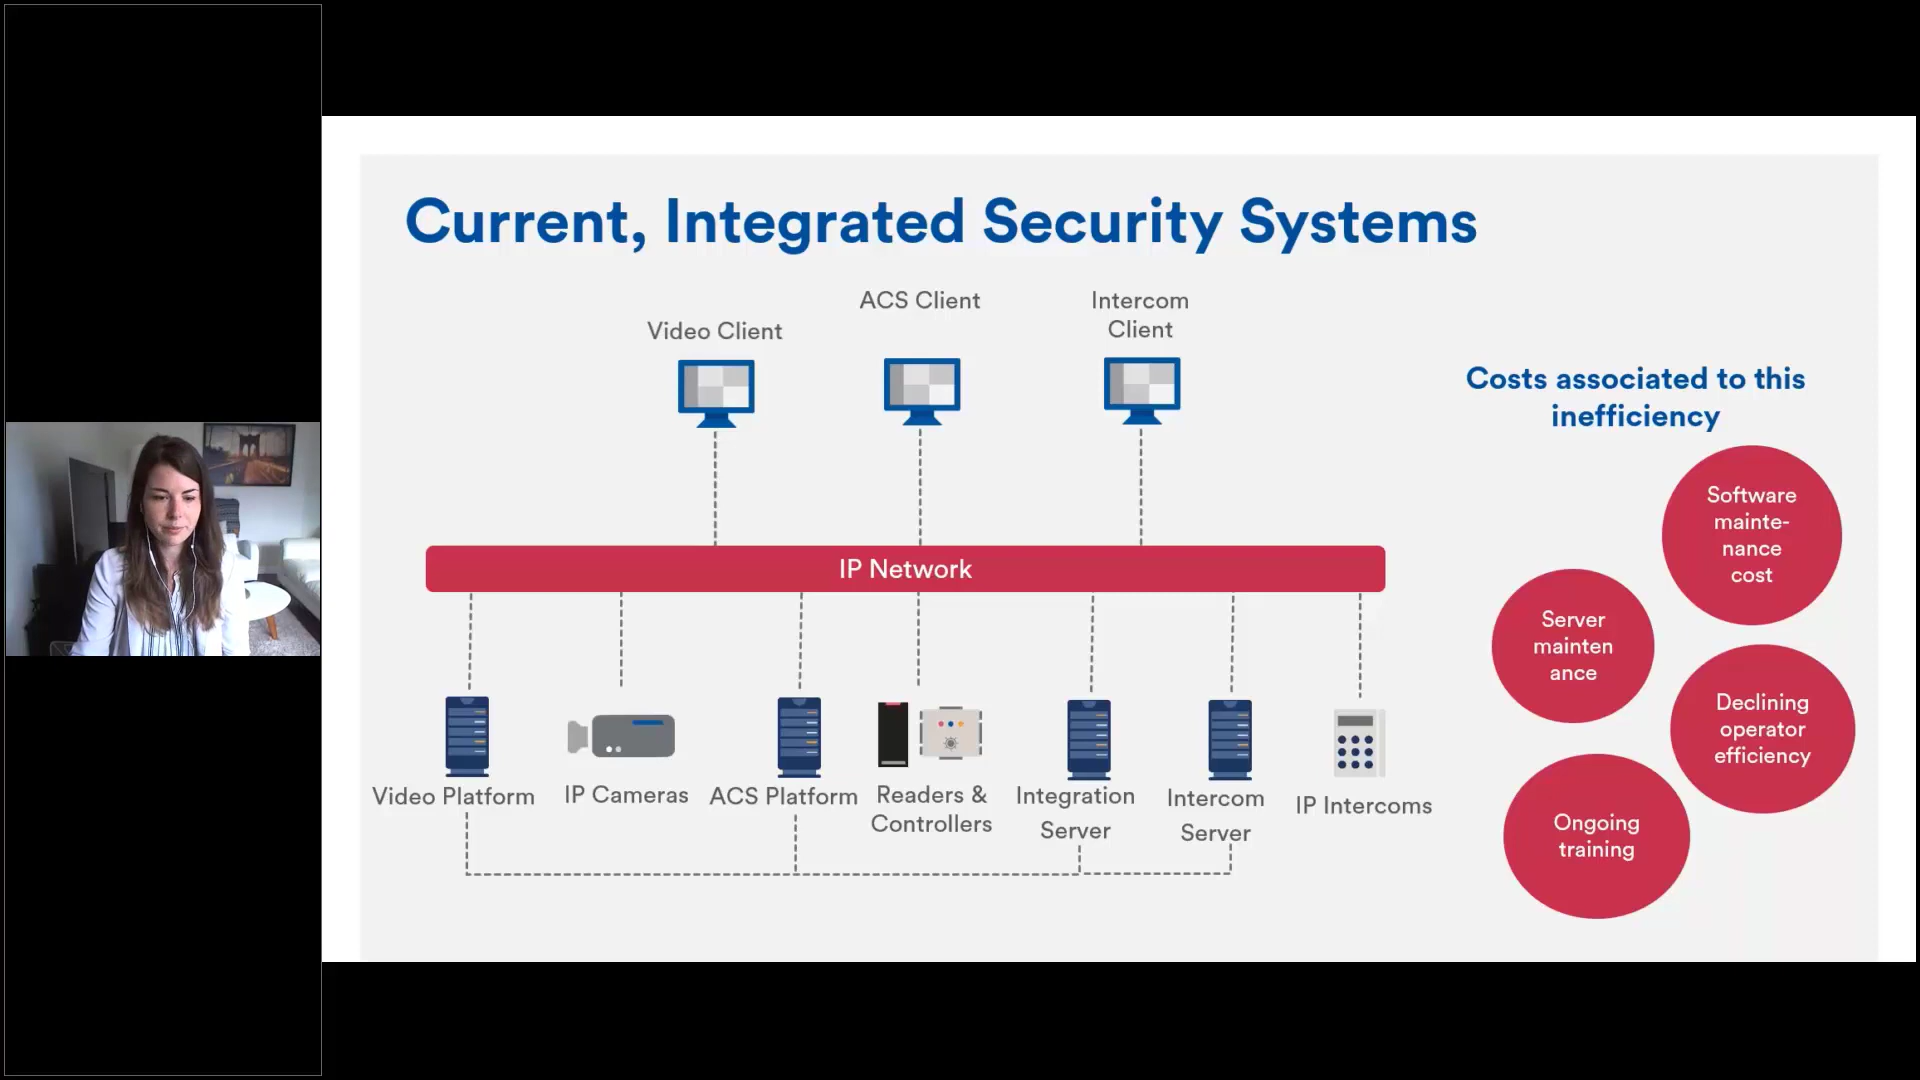 Current, Integrated Security Systems
Video Client
ACS Client
Intercom
Client
IP Network
Video Platform
IP Cameras
ACS Platform
Readers &
Controllers
Integration
Server
Intercom
Server
IP Intercoms
Costs associated to this
inefficiency
Software
mainte-
nance
cost
Server
mainten
ance
Declining
operator
efficiency
Ongoing
training